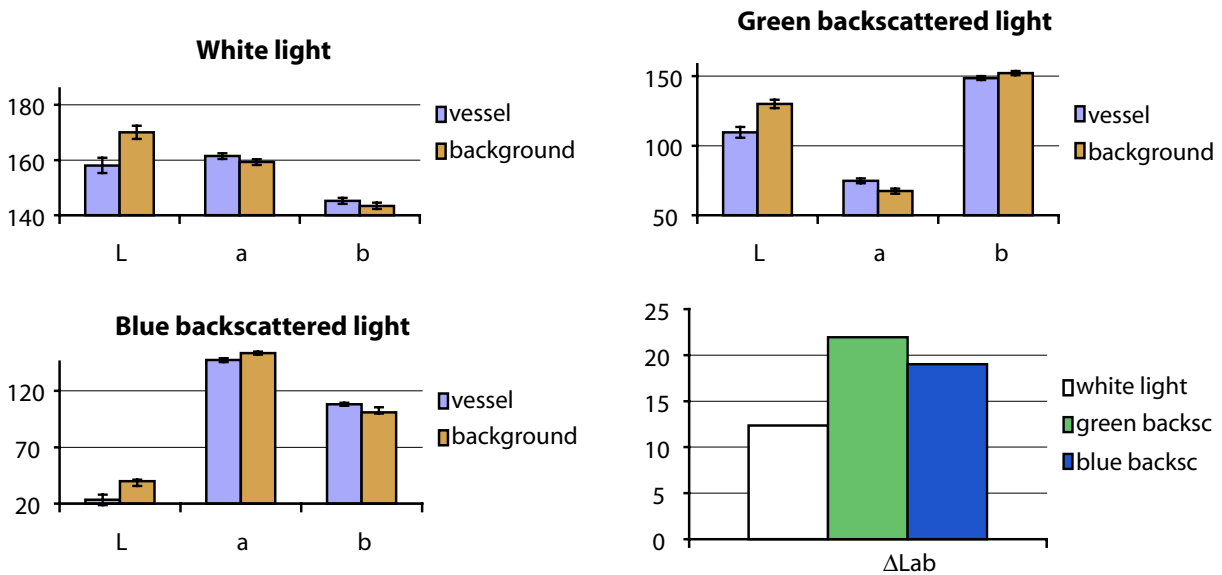 White light
180
160
140
L a b
vessel
background
Green backscattered light
150
100
50
L a b
vessel
background
Blue backscattered light
120
70
20
L a b
vessel
background
25
20
15
10
5
0
ΔLab
white light
green backsc
blue backsc